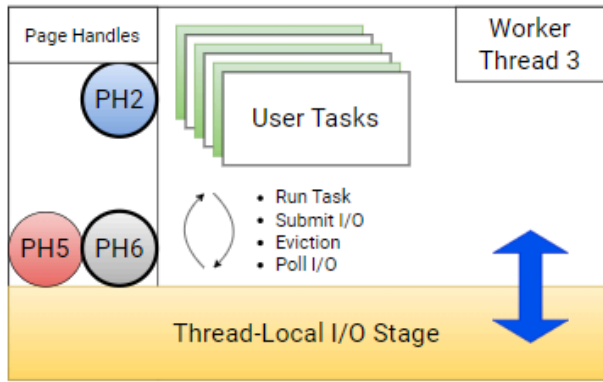 Page Handles
Worker
Thread 3
PH2
User Tasks
• Run Task
• Submit I/O
• Eviction
• Poll I/O
PH5
PH6
Thread-Local I/O Stage